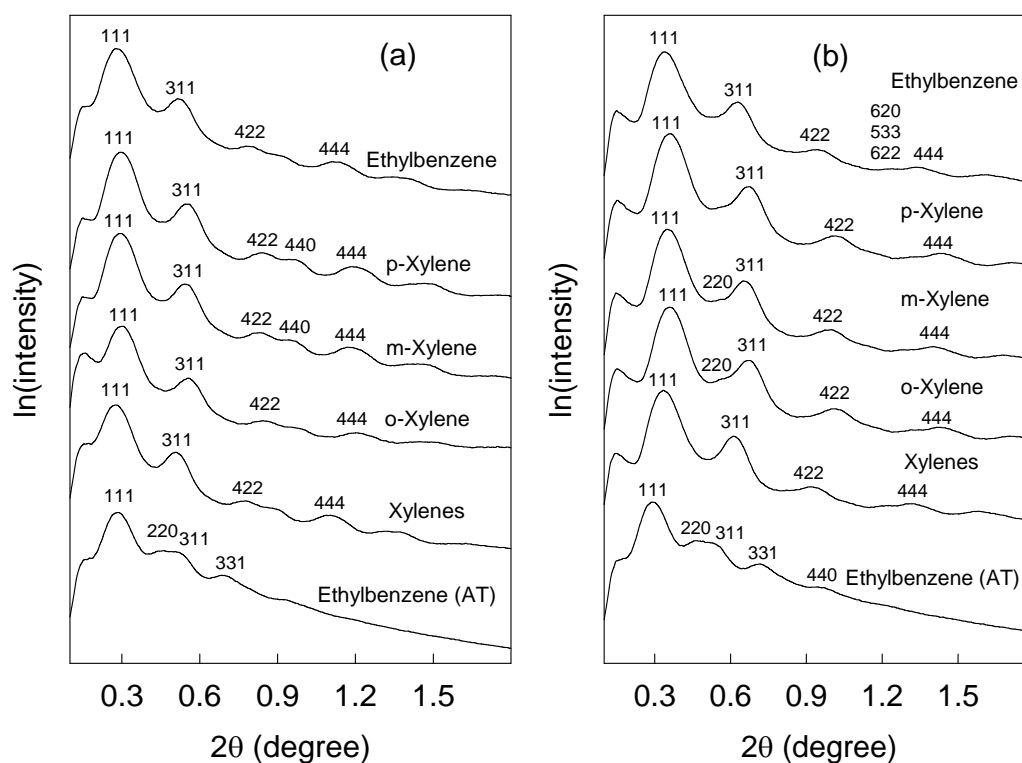 ln(intensity)
(a)
111
311
422
444
Ethylbenzene
111
311
422 440
444
p-Xylene
111
311
422 440
444
m-Xylene
111
311
422
444
o-Xylene
111
311
422
444
Xylenes
111
220
311
331
Ethylbenzene (AT)
0.3 0.6 0.9 1.2 1.5
2θ (degree)
ln(intensity)
(b)
111
311
422
620
533
622
444
Ethylbenzene
111
311
422
444
p-Xylene
111
220
311
422
444
m-Xylene
111
220
311
422
444
o-Xylene
111
311
422
444
Xylenes
111
220
311
331
440
Ethylbenzene (AT)
0.3 0.6 0.9 1.2 1.5
2θ (degree)